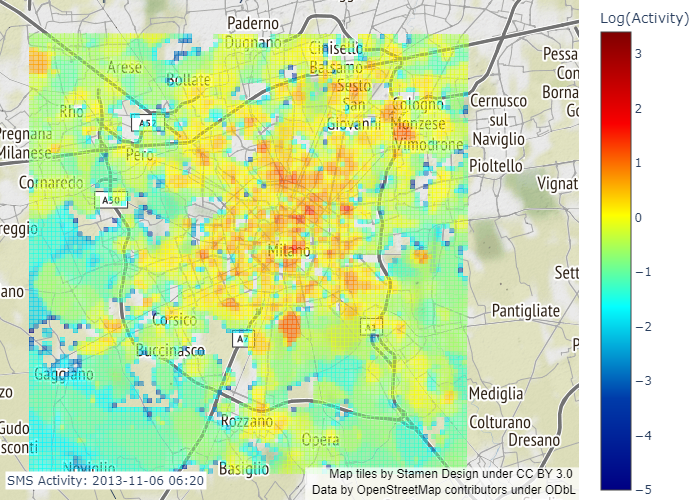 Log(Activity)
Paderno
Dugnano
Cinisello
Balsamo
Arese
Bollate
Sesto
San
Giovanni
Cologno
Monzese
Vimodrone
Cernusco
sul
Naviglio
Pessa
Con
Borna
Go
Rho
A52
Pregnana
Milanese
Pero
Pioltello
Cornaredo
Vignat
A50
reggio
Milano
Sett
ano
Pantigliate
Corsico
A1
A7
Buccinasco
P
Gaggiano
zo
Mediglia
Rozzano
Colturano
Gudo
sconti
Opera
Dresano
Noviglio
Basiglio
SMS Activity: 2013-11-06 06:20
Map tiles by Stamen Design under CC BY 3.0
Data by OpenStreetMap contributors under ODbL
3
2
1
0
−1
−2
−3
−4
−5